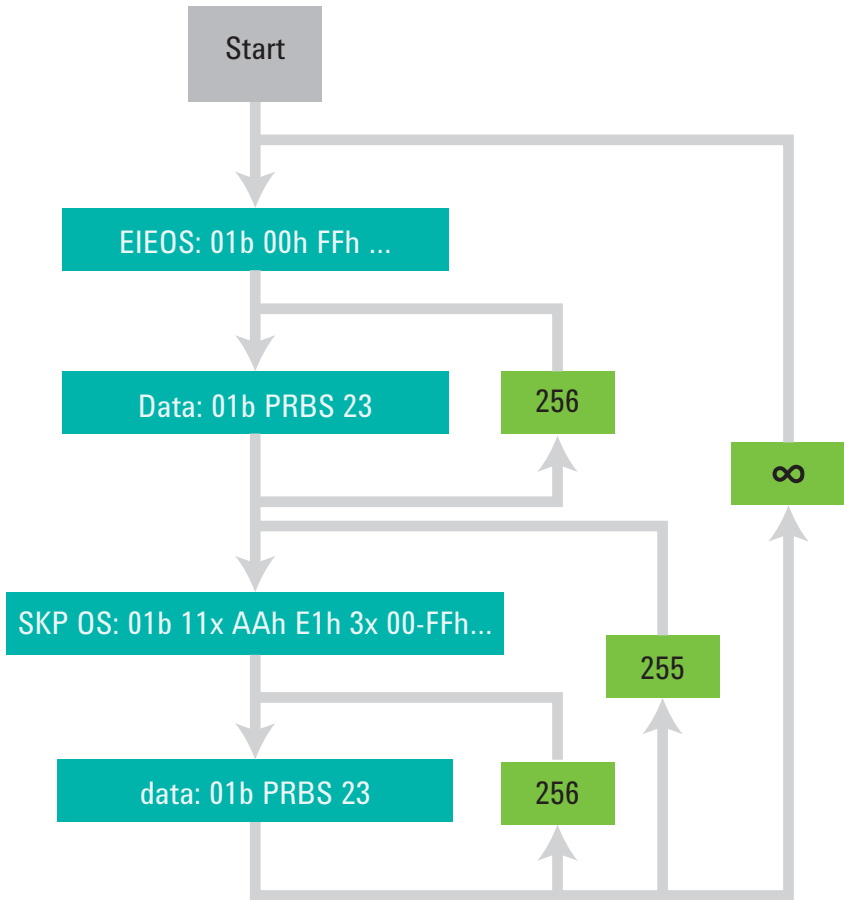 Start
EIEOS: 01b 00h FFh ...
Data: 01b PRBS 23
256
∞
SKP OS: 01b 11x AAh E1h 3x 00-FFh...
255
data: 01b PRBS 23
256